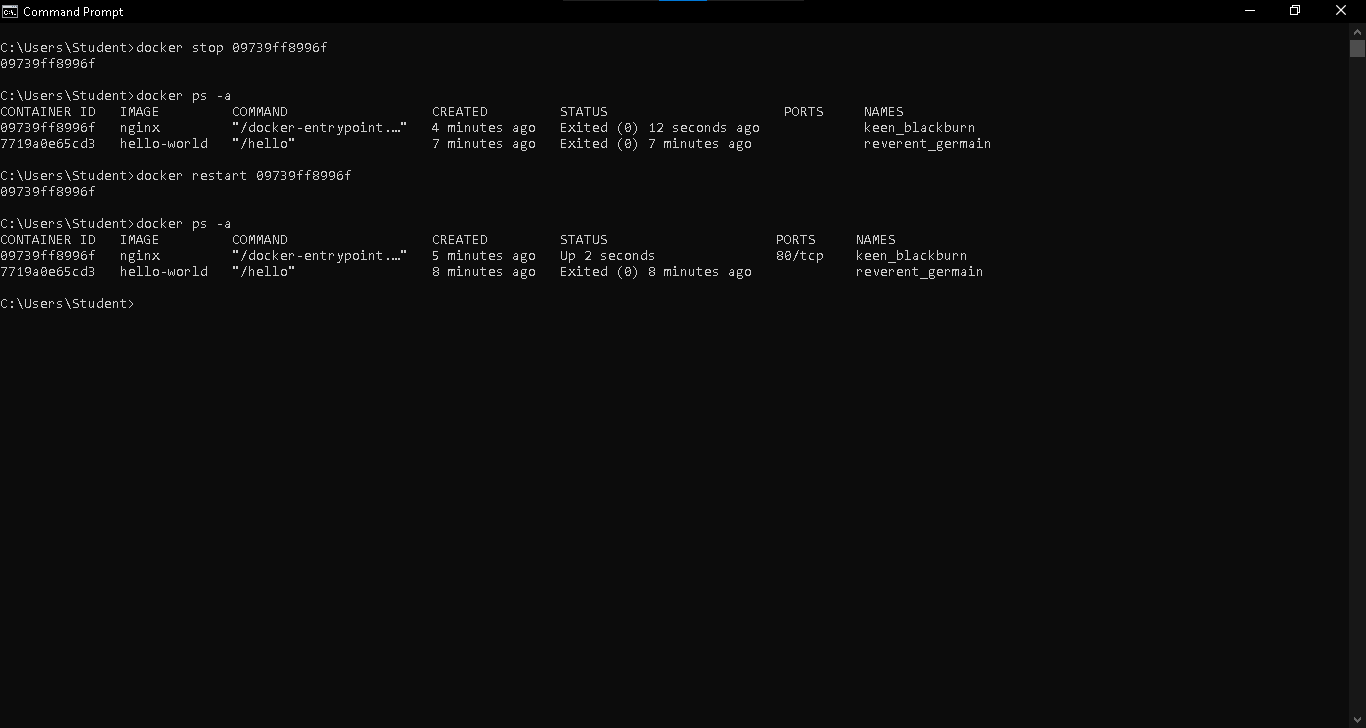 Command Prompt
C:\Users\Student>docker stop 09739ff8996f
09739ff8996f
C:\Users\Student>docker ps -a
CONTAINER ID   IMAGE         COMMAND                  CREATED         STATUS                      PORTS     NAMES
09739ff8996f   nginx         "/docker-entrypoint.…"   4 minutes ago   Exited (0) 12 seconds ago             keen_blackburn
7719a0e65cd3   hello-world   "/hello"                 7 minutes ago   Exited (0) 7 minutes ago              reverent_germain
C:\Users\Student>docker restart 09739ff8996f
09739ff8996f
C:\Users\Student>docker ps -a
CONTAINER ID   IMAGE         COMMAND                  CREATED         STATUS                     PORTS     NAMES
09739ff8996f   nginx         "/docker-entrypoint.…"   5 minutes ago   Up 2 seconds               80/tcp    keen_blackburn
7719a0e65cd3   hello-world   "/hello"                 8 minutes ago   Exited (0) 8 minutes ago             reverent_germain
C:\Users\Student>